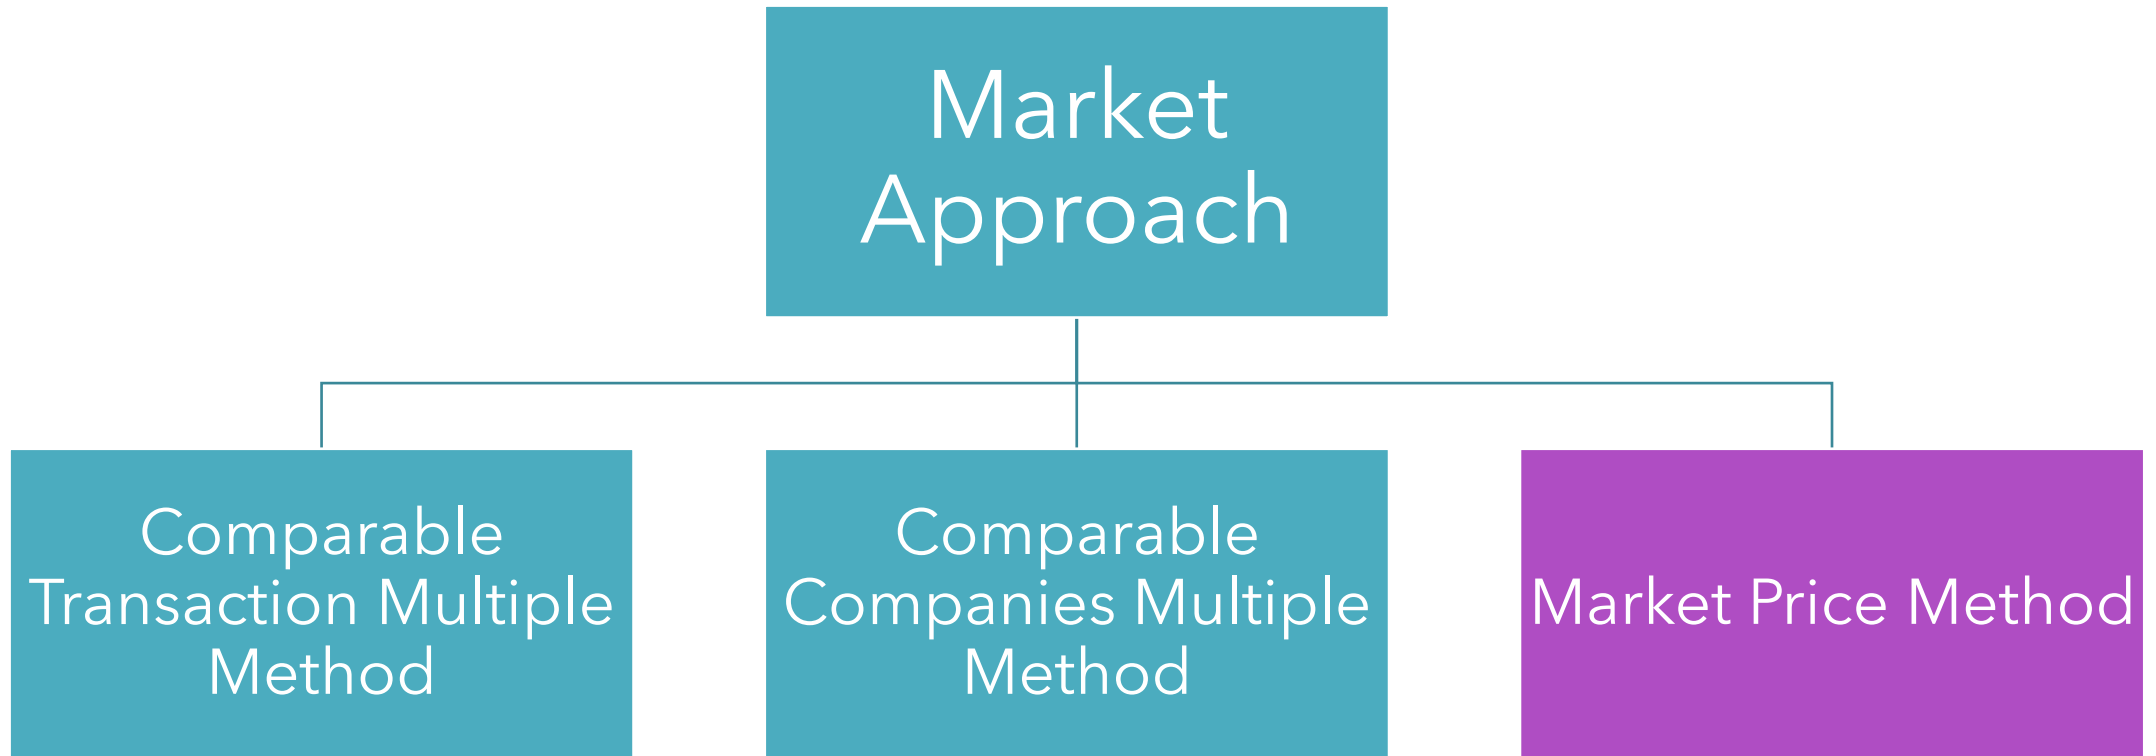 Market
Approach
Comparable
Transaction Multiple
Method
Comparable
Companies Multiple
Method
Market Price Method